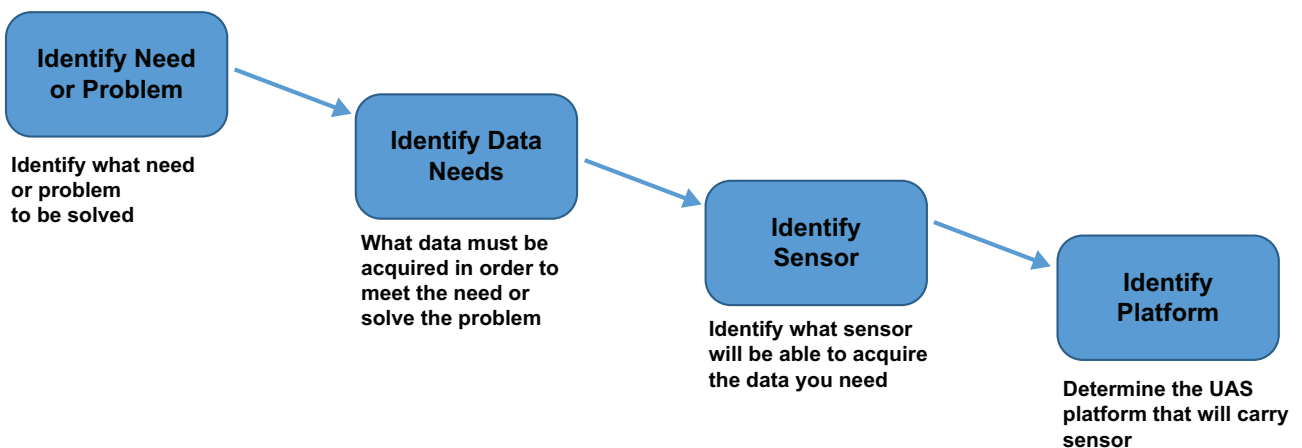 Identify Need
or Problem
Identify what need
or problem
to be solved
Identify Data
Needs
What data must be
acquired in order to
meet the need or
solve the problem
Identify
Sensor
Identify what sensor
will be able to acquire
the data you need
Identify
Platform
Determine the UAS
platform that will carry
sensor